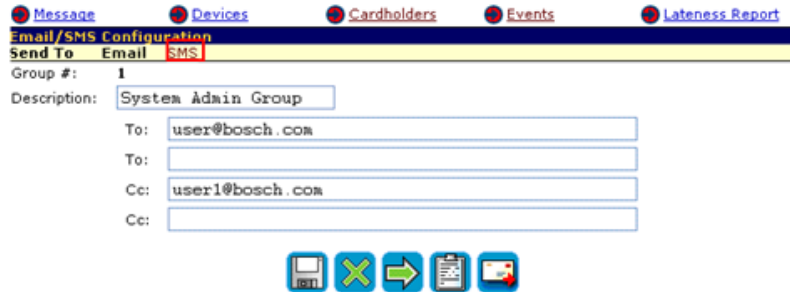 Message Devices Cardholders Events Lateness Report
Email/SMS Configuration
Send To Email SMS
Group #: 1
Description: System Admin Group
To: user@bosch.com
To:
Cc: user1@bosch.com
Cc: